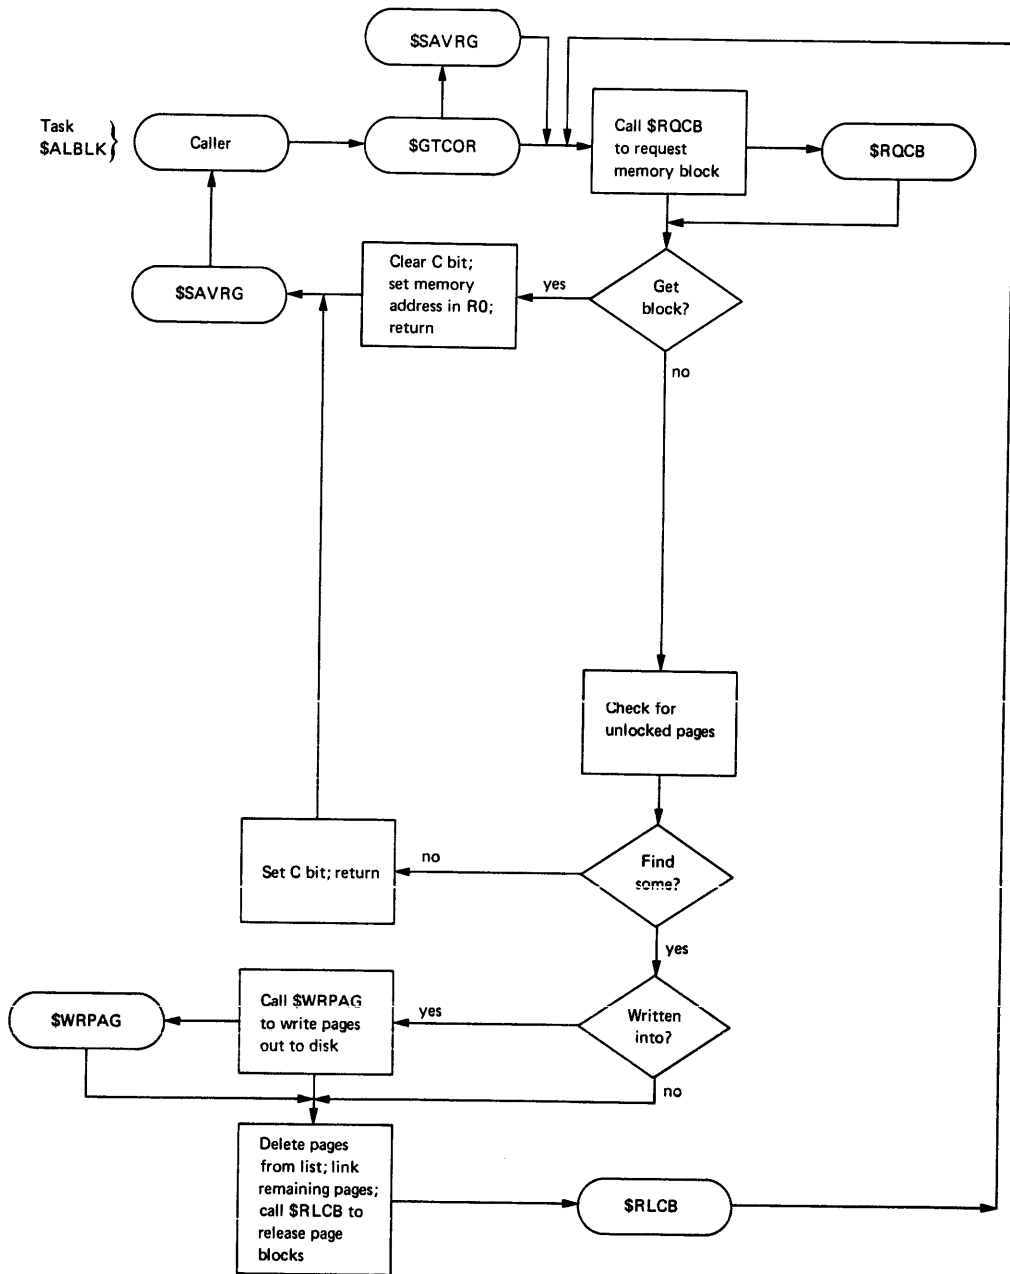 $SAVRG
Task
$ALBLK
Caller
$GTCOR
Call $RQCB
to request
memory block
$RQCB
$SAVRG
Clear C bit;
set memory
address in R0;
return
yes
Get
block?
no
Check for
unlocked pages
Set C bit; return
no
Find
some?
yes
$WRPAG
Call $WRPAG
to write pages
out to disk
yes
Written
into?
no
Delete pages
from list; link
remaining pages;
call $RLCB to
release page
blocks
$RLCB